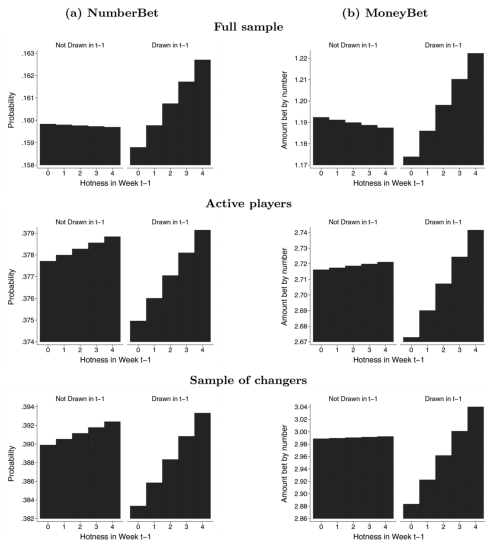 (a) NumberBet (b) MoneyBet
Full sample
Not Drawn in t−1 Drawn in t−1
.163
.162
.161
.160
.159
.158
Probability
0 1 2 3 4 0 1 2 3 4
Hotness in Week t−1
Not Drawn in t−1 Drawn in t−1
1.22
1.21
1.20
1.19
1.18
1.17
Amount bet by number
0 1 2 3 4 0 1 2 3 4
Hotness in Week t−1
Active players
Not Drawn in t−1 Drawn in t−1
.379
.378
.377
.376
.375
.374
Probability
0 1 2 3 4 0 1 2 3 4
Hotness in Week t−1
Not Drawn in t−1 Drawn in t−1
2.74
2.73
2.72
2.71
2.70
2.69
2.68
2.67
Amount bet by number
0 1 2 3 4 0 1 2 3 4
Hotness in Week t−1
Sample of changers
Not Drawn in t−1 Drawn in t−1
.394
.392
.390
.388
.386
.384
.382
Probability
0 1 2 3 4 0 1 2 3 4
Hotness in Week t−1
Not Drawn in t−1 Drawn in t−1
3.04
3.02
3.00
2.98
2.96
2.94
2.92
2.90
2.88
2.86
Amount bet by number
0 1 2 3 4 0 1 2 3 4
Hotness in Week t−1